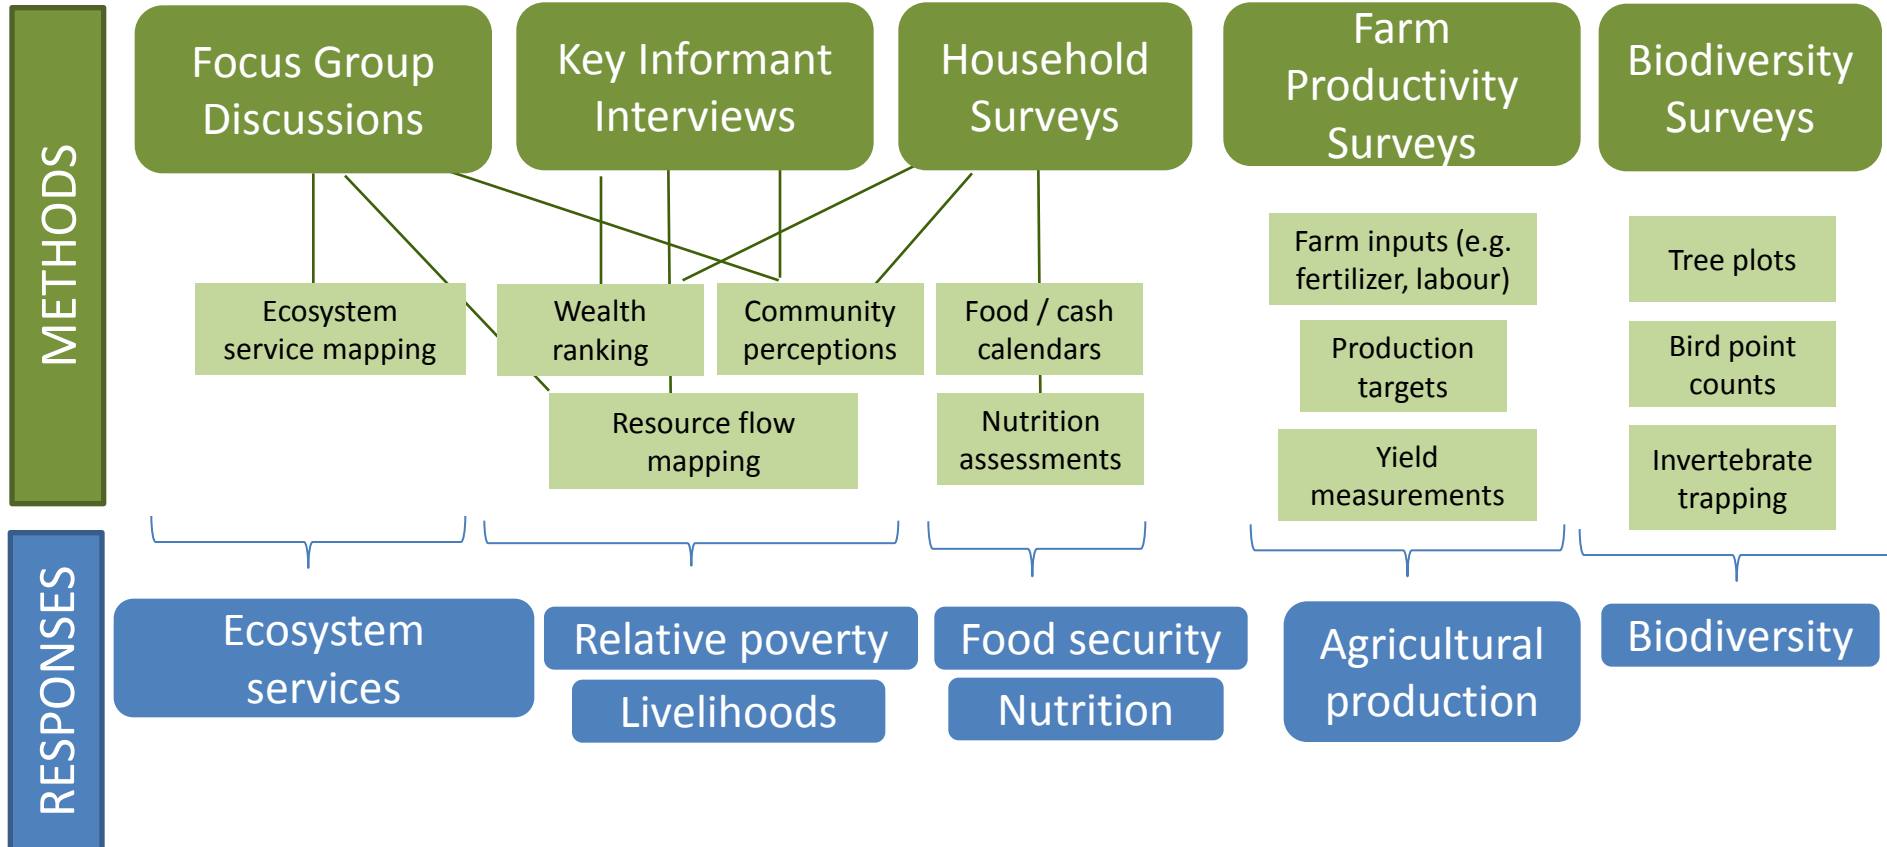 METHODS
Focus Group
Discussions
Key Informant
Interviews
Household
Surveys
Farm
Productivity
Surveys
Biodiversity
Surveys
Ecosystem
service mapping
Wealth
ranking
Community
perceptions
Food / cash
calendars
Resource flow
mapping
Nutrition
assessments
Farm inputs (e.g.
fertilizer, labour)
Production
targets
Yield
measurements
Tree plots
Bird point
counts
Invertebrate
trapping
RESPONSES
Ecosystem
services
Relative poverty
Livelihoods
Food security
Nutrition
Agricultural
production
Biodiversity